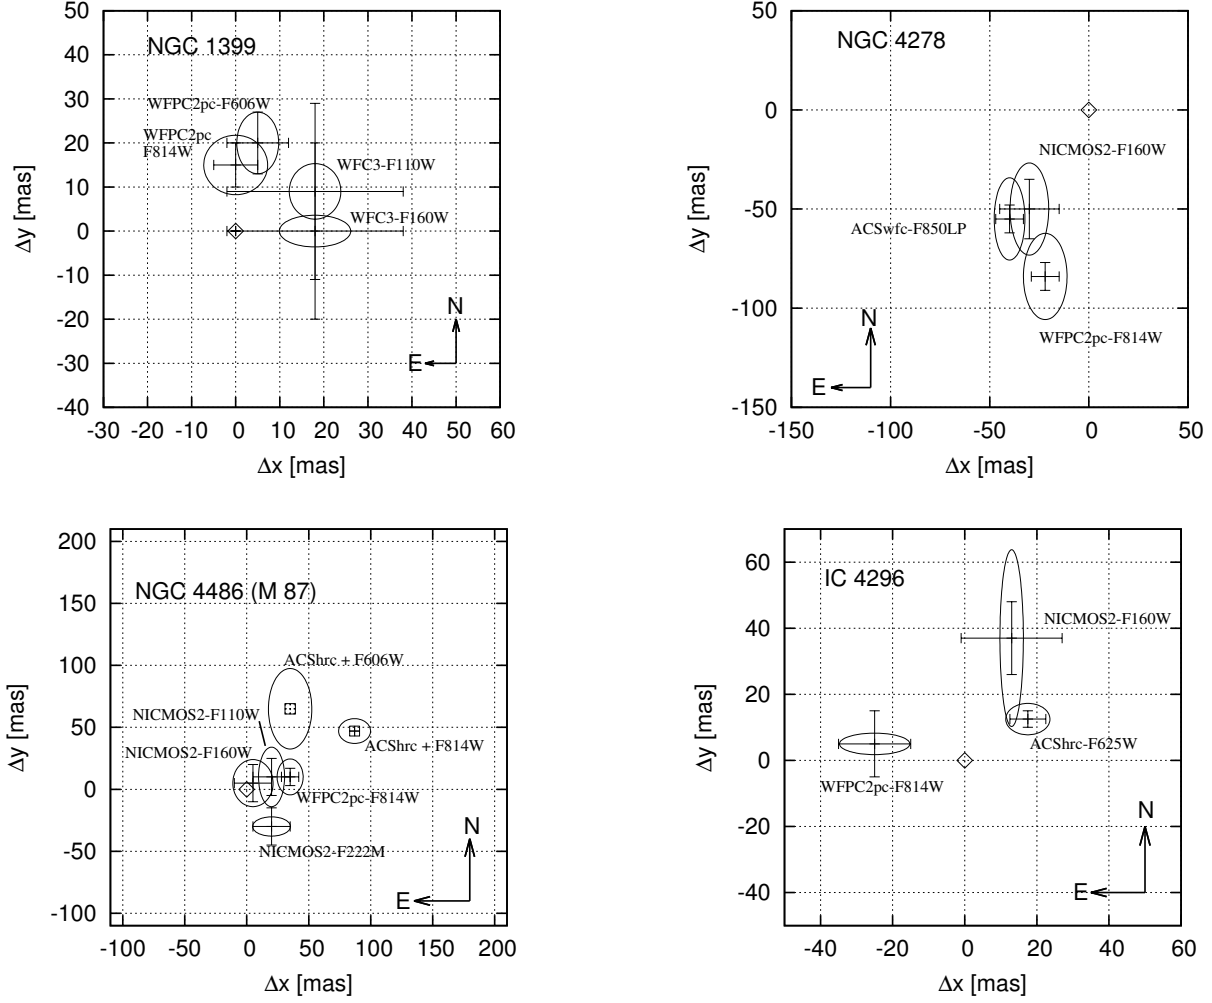 NGC 1399
WFPC2pc-F606W
WFPC2pc
F814W
WFC3-F110W
WFC3-F160W
N
E
50
40
30
20
10
0
-10
-20
-30
-40
-30 -20 -10 0 10 20 30 40 50 60
Δy [mas]
Δx [mas]
NGC 4278
NICMOS2-F160W
ACSwfc-F850LP
WFPC2pc-F814W
N
E
50
0
-50
-100
-150
-150 -100 -50 0 50
Δy [mas]
Δx [mas]
NGC 4486 (M 87)
ACShrc + F606W
NICMOS2-F110W
ACShrc + F814W
NICMOS2-F160W
WFPC2pc-F814W
NICMOS2-F222M
N
E
200
150
100
50
0
-50
-100
-100 -50 0 50 100 150 200
Δy [mas]
Δx [mas]
IC 4296
NICMOS2-F160W
ACShrc-F625W
WFPC2pc-F814W
N
E
60
40
20
0
-20
-40
-40 -20 0 20 40 60
Δy [mas]
Δx [mas]